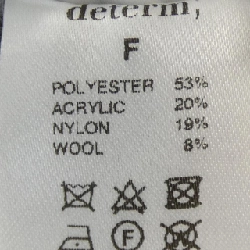 determ;
F
POLYESTER 53%
ACRYLIC 20%
NYLON 19%
WOOL 8%
F